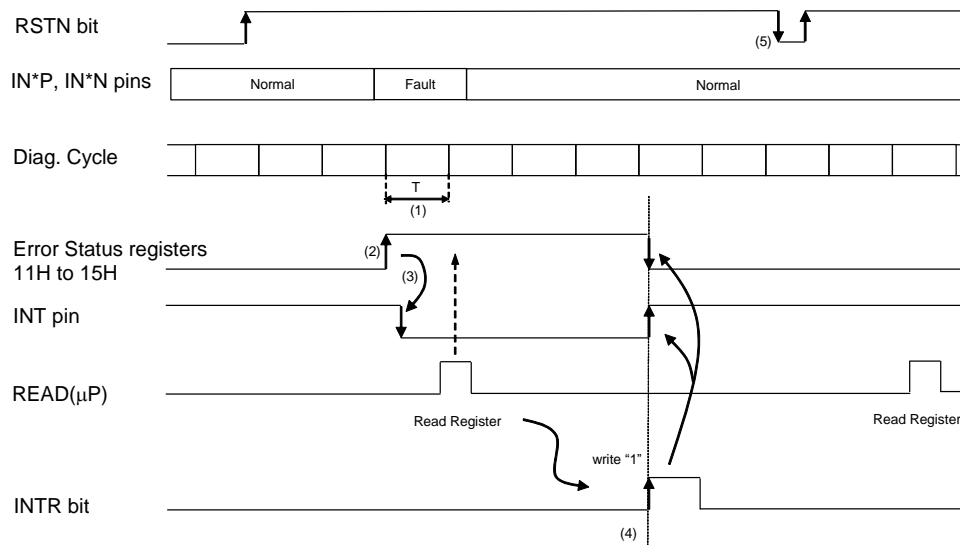 RSTN bit
(5)
IN*P, IN*N pins
Normal
Fault
Normal
Diag. Cycle
T
(1)
Error Status registers
11H to 15H
(2)
(3)
INT pin
READ(μP)
Read Register
Read Register
write “1”
INTR bit
(4)